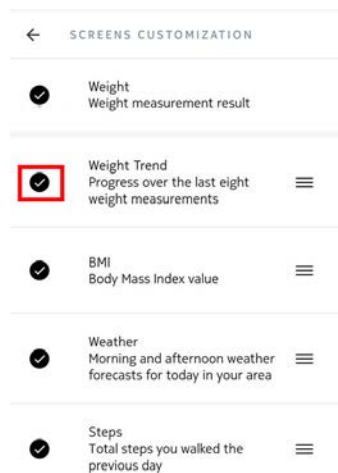 SCREENS CUSTOMIZATION
Weight
Weight measurement result
Weight Trend
Progress over the last eight
weight measurements
BMI
Body Mass Index value
Weather
Morning and afternoon weather
forecasts for today in your area
Steps
Total steps you walked the
previous day